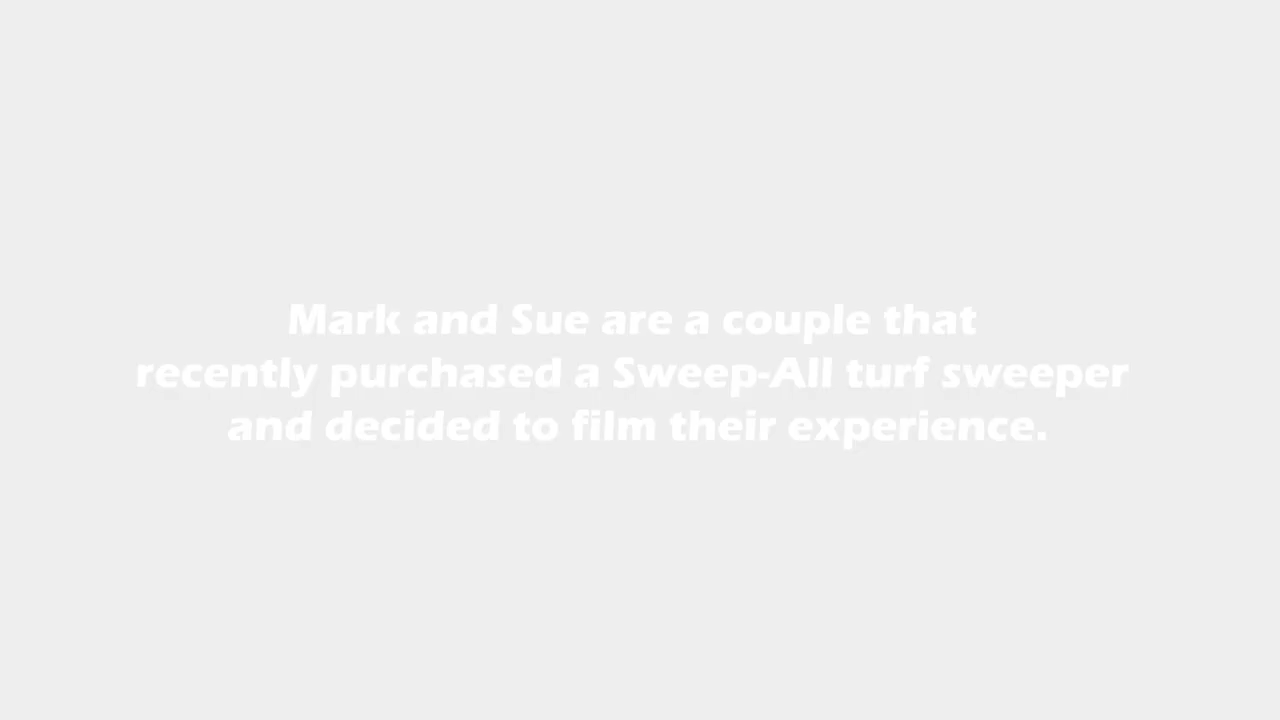 Mark and Sue are a couple that
recently purchased a Sweep-All turf sweeper
and decided to film their experience.